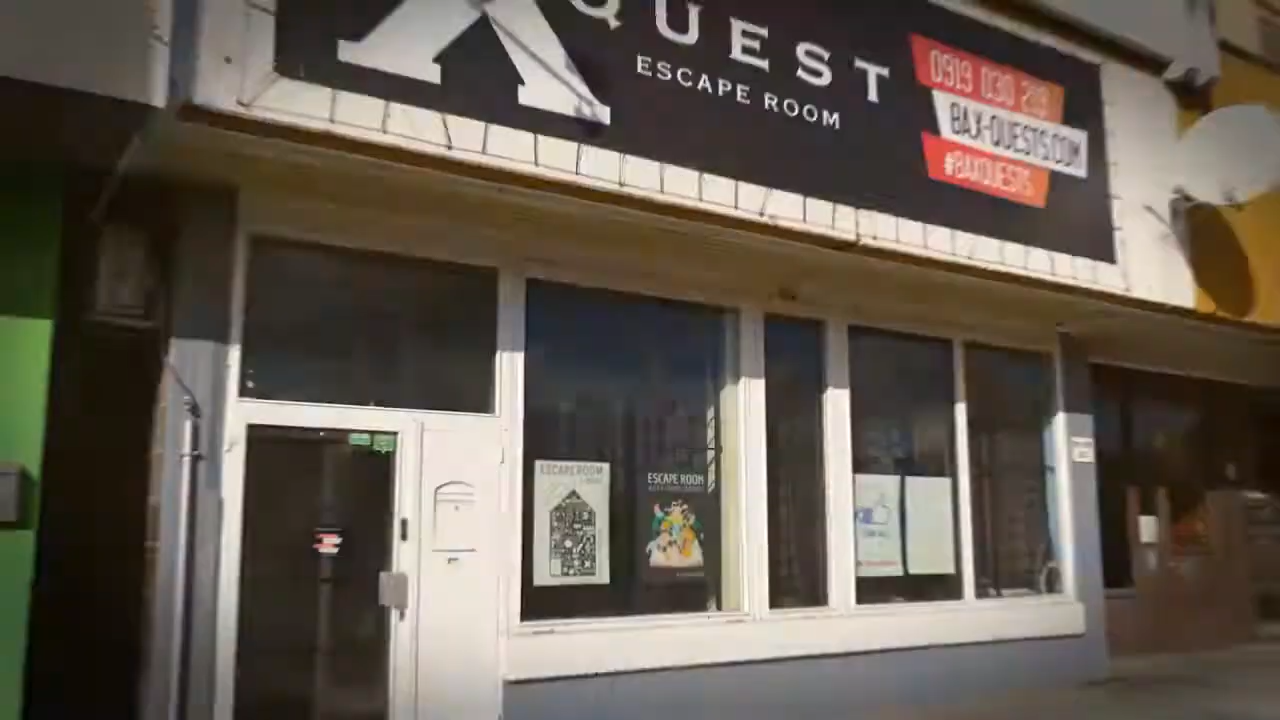 X QUEST
ESCAPE ROOM
0919 030 219
BAX-QUESTS.COM
#BAXQUESTS
ESCAPE ROOM
ESCAPE ROOM